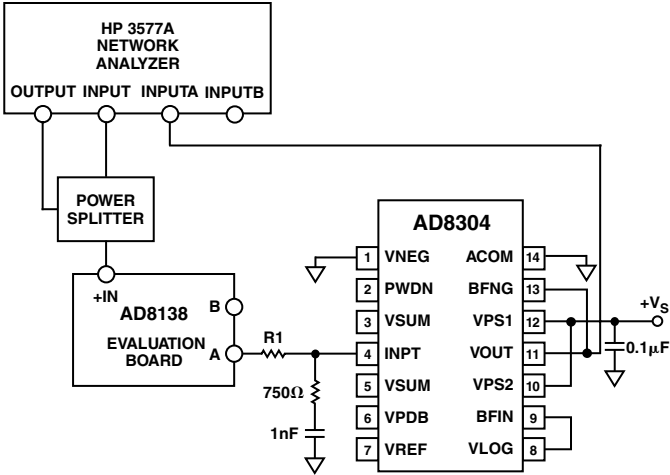 HP 3577A
NETWORK
ANALYZER
OUTPUT INPUT INPUTA INPUTB
POWER
SPLITTER
+IN
AD8138
EVALUATION
BOARD
B
A
R1
750Ω
1nF
AD8304
1 VNEG ACOM 14
2 PWDN BFNG 13
3 VSUM VPS1 12
4 INPT VOUT 11
5 VSUM VPS2 10
6 VPDB BFIN 9
7 VREF VLOG 8
+VS
0.1μF